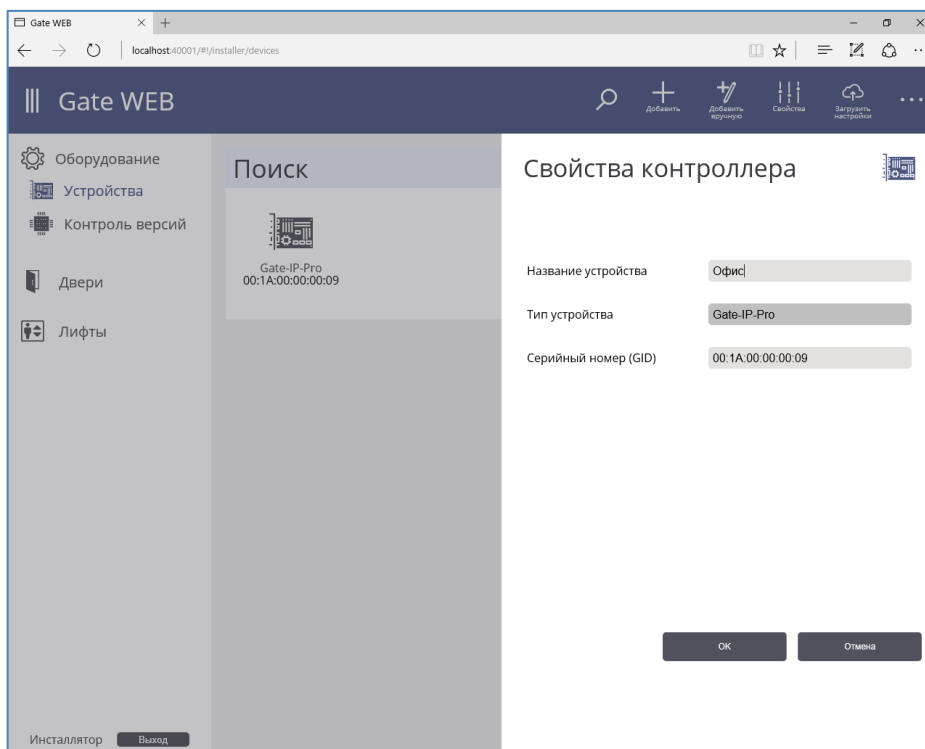 Gate WEB
localhost:40001/#!/installer/devices
Gate WEB
Добавить
Добавить вручную
Свойства
Загрузить настройки
Оборудование
Устройства
Контроль версий
Двери
Лифты
Поиск
Gate-IP-Pro
00:1A:00:00:00:09
Свойства контроллера
Название устройства
Офис
Тип устройства
Gate-IP-Pro
Серийный номер (GID)
00:1A:00:00:00:09
OK
Отмена
Инсталлятор
Выход